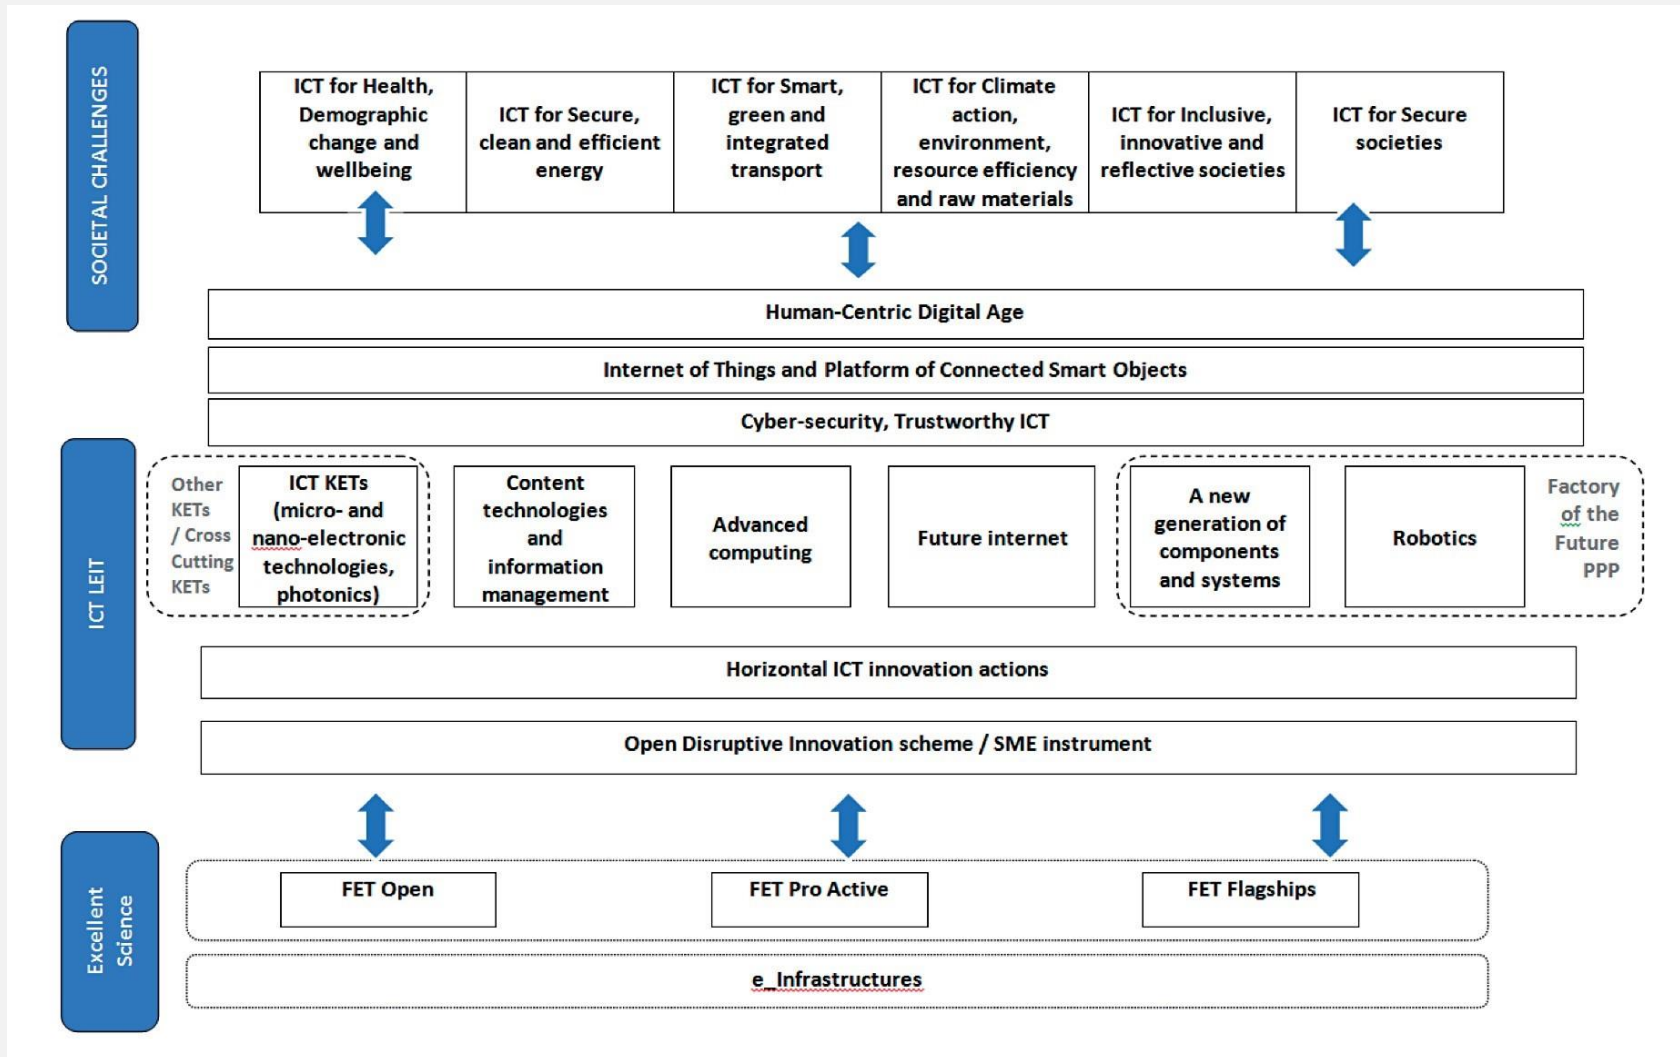 SOCIETAL CHALLENGES
ICT for Health,
Demographic
change and
wellbeing
ICT for Secure,
clean and efficient
energy
ICT for Smart,
green and
integrated
transport
ICT for Climate
action,
environment,
resource efficiency
and raw materials
ICT for Inclusive,
innovative and
reflective societies
ICT for Secure
societies
Human-Centric Digital Age
Internet of Things and Platform of Connected Smart Objects
Cyber-security, Trustworthy ICT
ICT LEIT
Other
KETs
/ Cross
Cutting
KETs
ICT KETs
(micro- and
nano-electronic
technologies,
photonics)
Content
technologies
and
information
management
Advanced
computing
Future internet
A new
generation of
components
and systems
Robotics
Factory
of the
Future
PPP
Horizontal ICT innovation actions
Open Disruptive Innovation scheme / SME instrument
Excellent
Science
FET Open
FET Pro Active
FET Flagships
e_Infrastructures